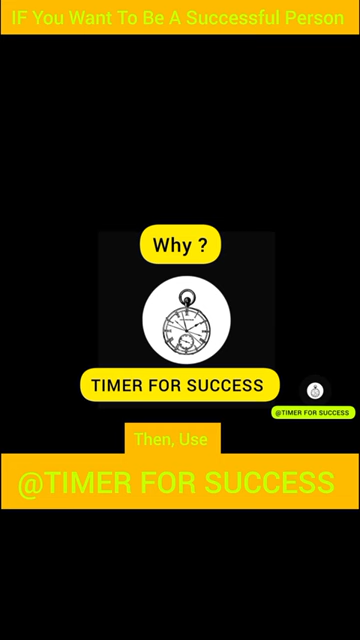 IF You Want To Be A Successful Person
Why ?
TIMER FOR SUCCESS
@TIMER FOR SUCCESS
Then, Use
@TIMER FOR SUCCESS